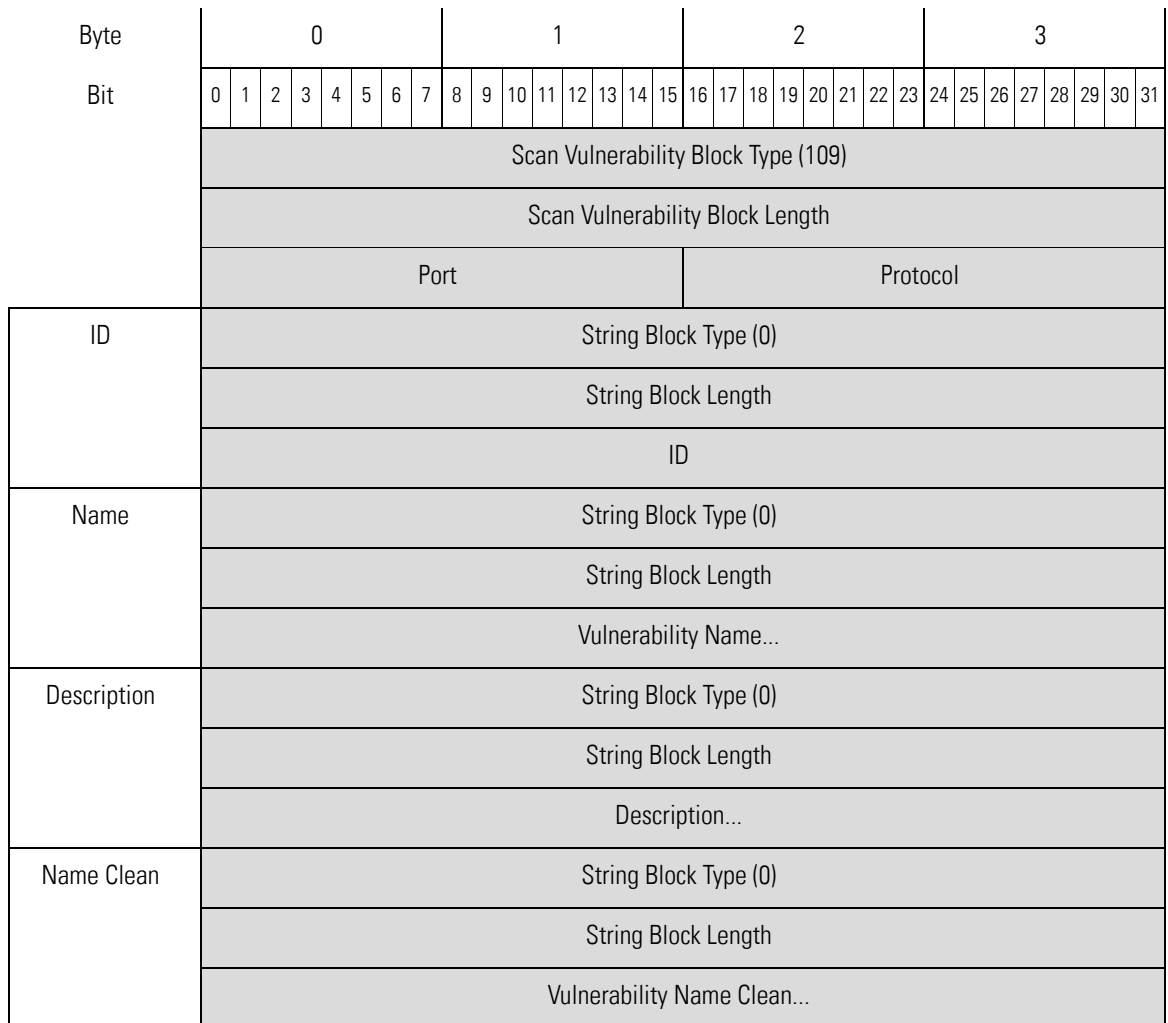 Byte 0 1 2 3
Bit 0 1 2 3 4 5 6 7 8 9 10 11 12 13 14 15 16 17 18 19 20 21 22 23 24 25 26 27 28 29 30 31
Scan Vulnerability Block Type (109)
Scan Vulnerability Block Length
Port Protocol
ID String Block Type (0)
String Block Length
ID
Name String Block Type (0)
String Block Length
Vulnerability Name...
Description String Block Type (0)
String Block Length
Description...
Name Clean String Block Type (0)
String Block Length
Vulnerability Name Clean...